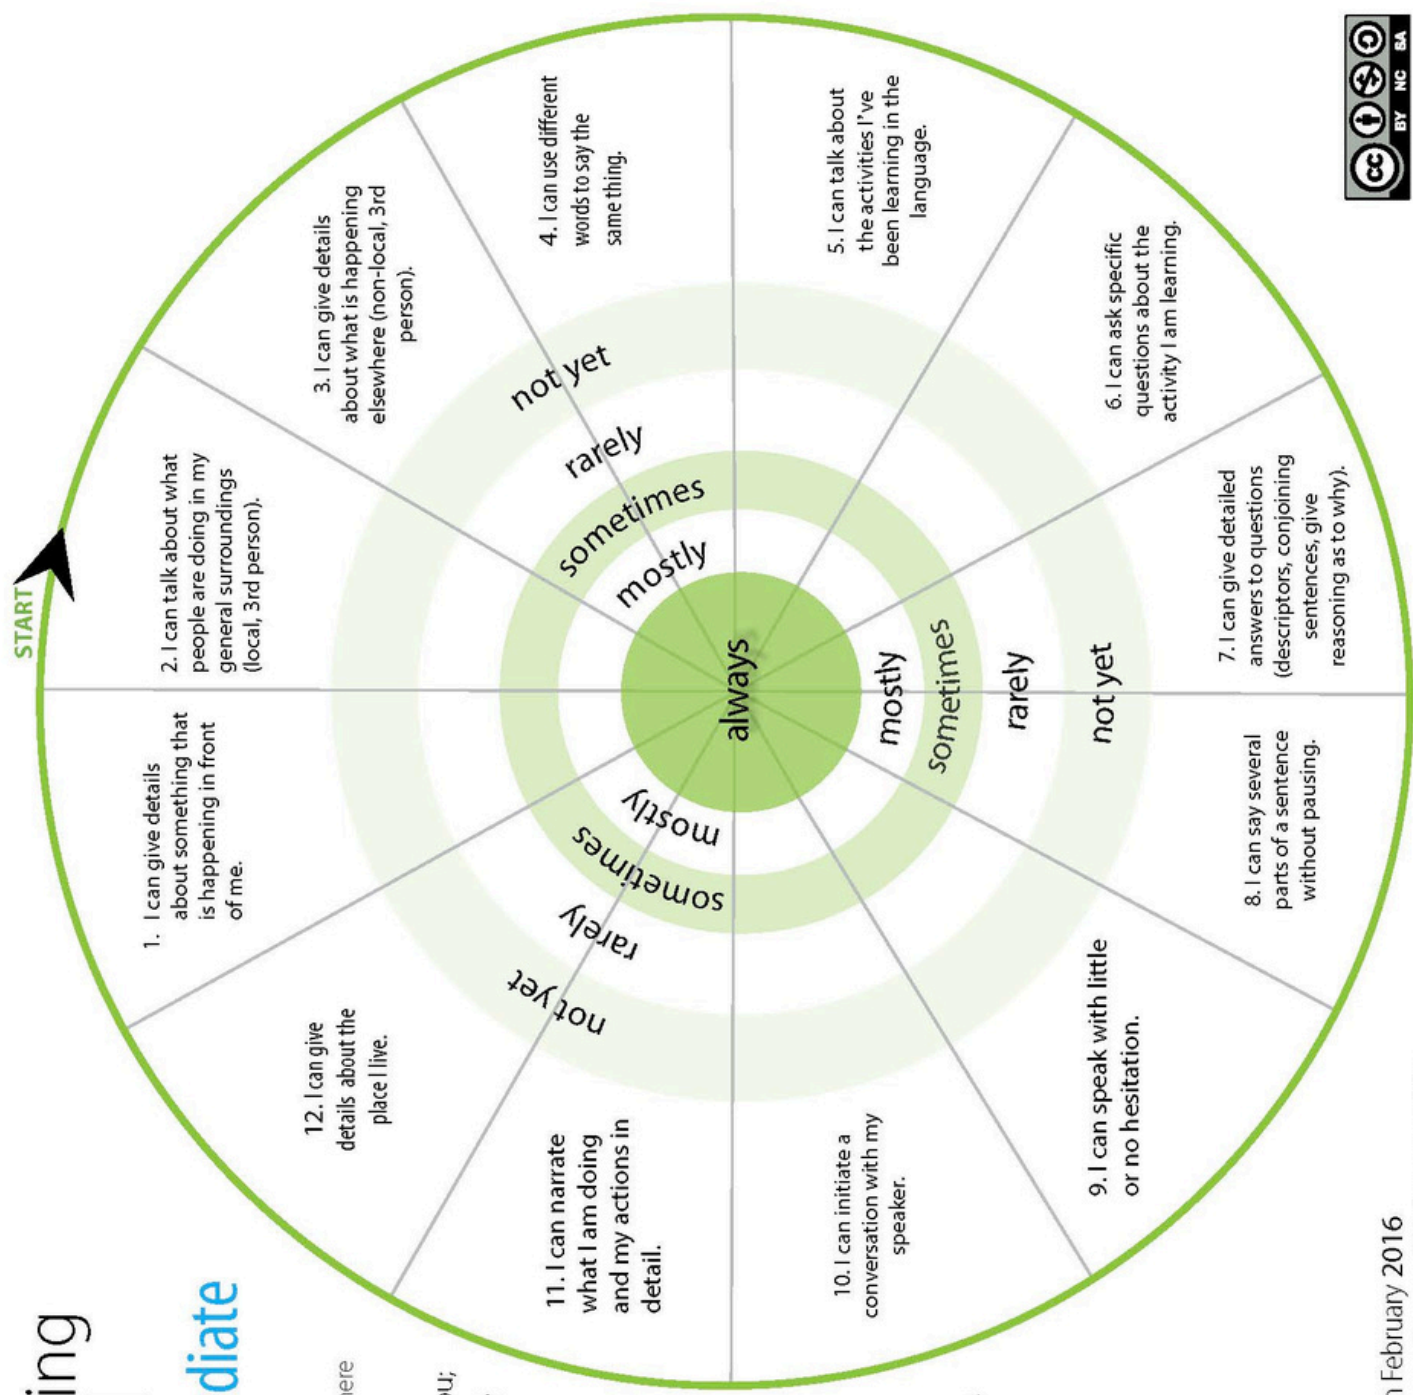 ing
diate
here
ou;
START
1. I can give details
about something that
is happening in front
of me.
2. I can talk about what
people are doing in my
general surroundings
(local, 3rd person).
3. I can give details
about what is happening
elsewhere (non-local, 3rd
person).
4. I can use different
words to say the
same thing.
5. I can talk about
the activities I've
been learning in the
language.
6. I can ask specific
questions about the
activity I am learning.
7. I can give detailed
answers to questions
(descriptors, conjoining
sentences, give
reasoning as to why).
8. I can say several
parts of a sentence
without pausing.
9. I can speak with little
or no hesitation.
10. I can initiate a
conversation with my
speaker.
11. I can narrate
what I am doing
and my actions in
detail.
12. I can give
details about the
place I live.
not yet
rarely
sometimes
mostly
always
mostly
sometimes
rarely
not yet
mostly
sometimes
rarely
not yet
n February 2016
cc
BY NC SA